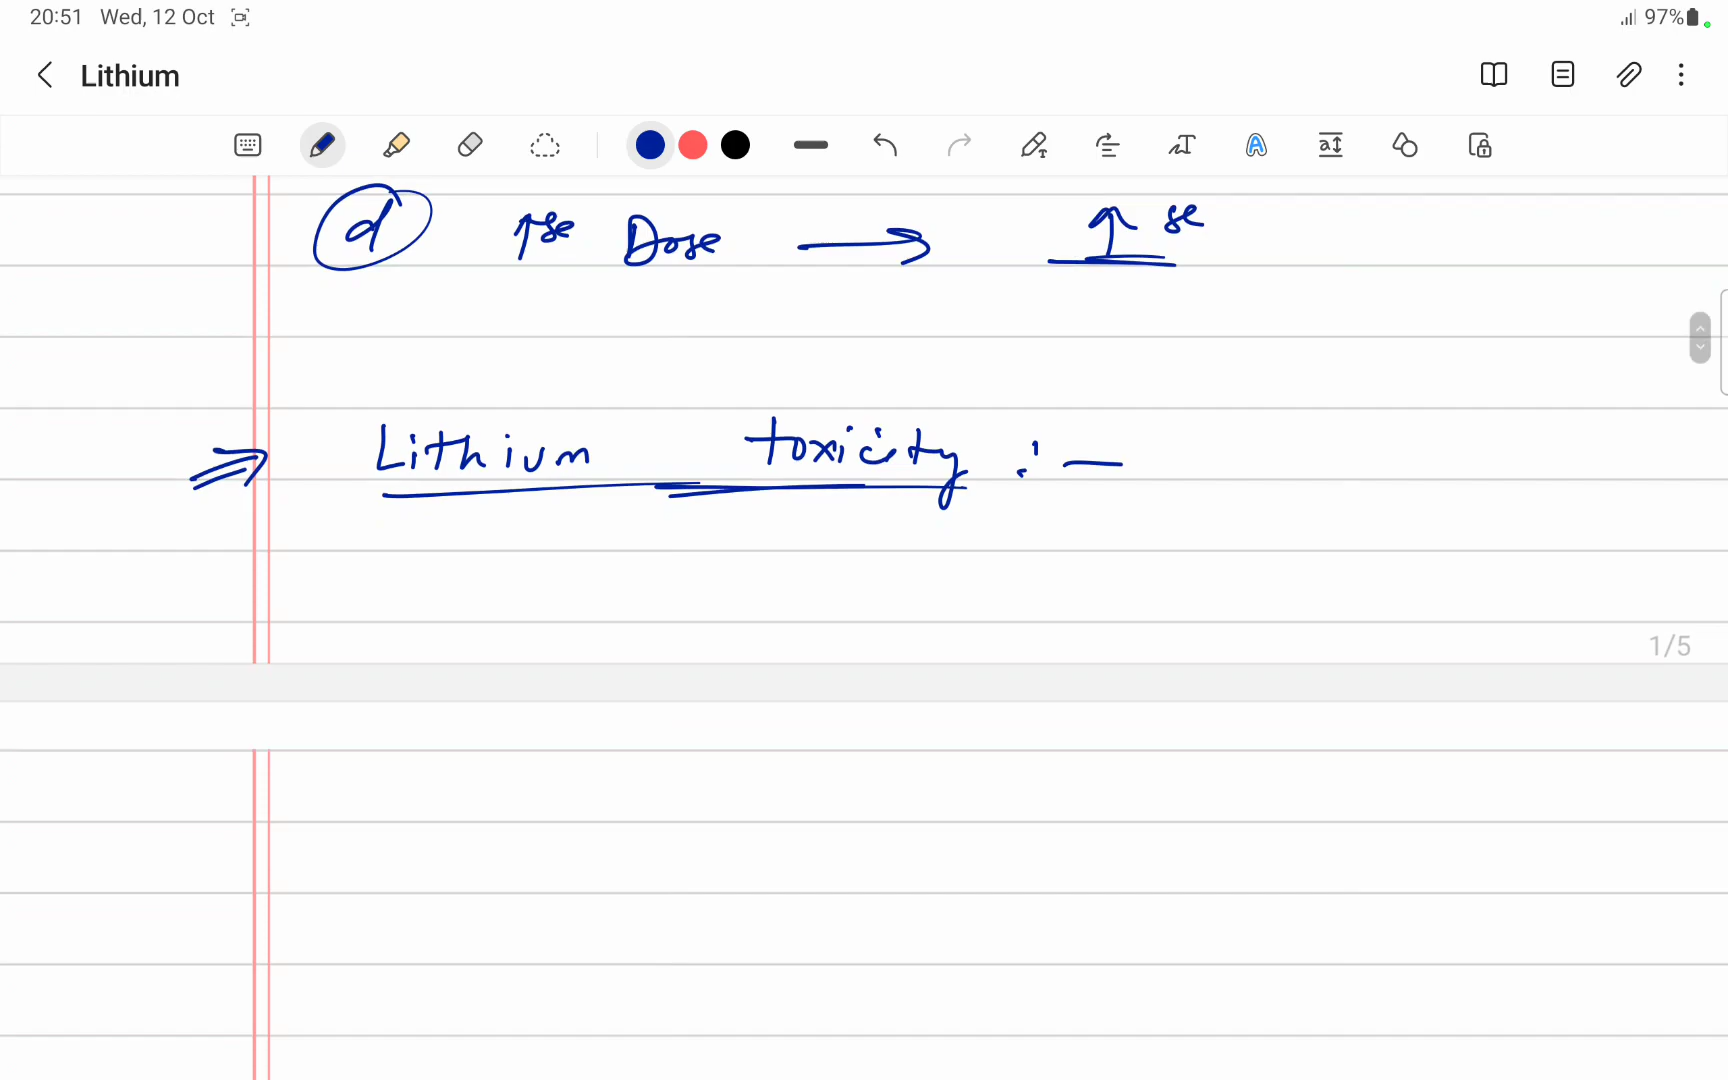 20:51 Wed, 12 Oct 97%
Lithium
d ↑se Dose → ↑ se
⇒ Lithium toxicity :-
1/5